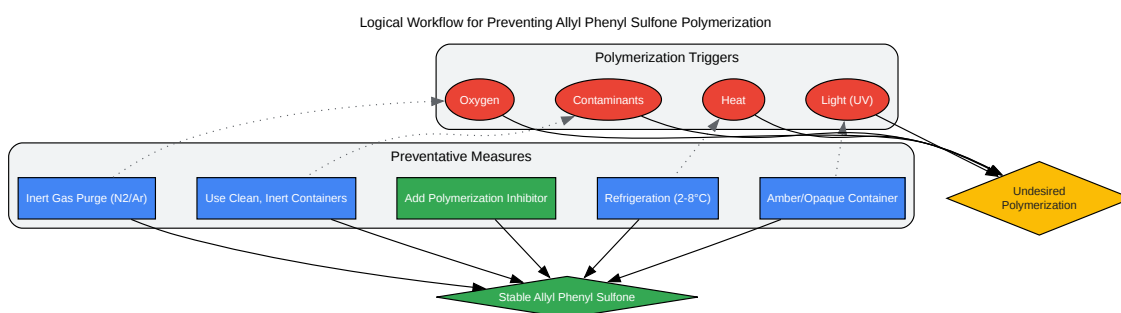 Logical Workflow for Preventing Allyl Phenyl Sulfone Polymerization
Polymerization Triggers
Oxygen
Contaminants
Heat
Light (UV)
Preventative Measures
Inert Gas Purge (N2/Ar)
Use Clean, Inert Containers
Add Polymerization Inhibitor
Refrigeration (2-8°C)
Amber/Opaque Container
Undesired
Polymerization
Stable Allyl Phenyl Sulfone